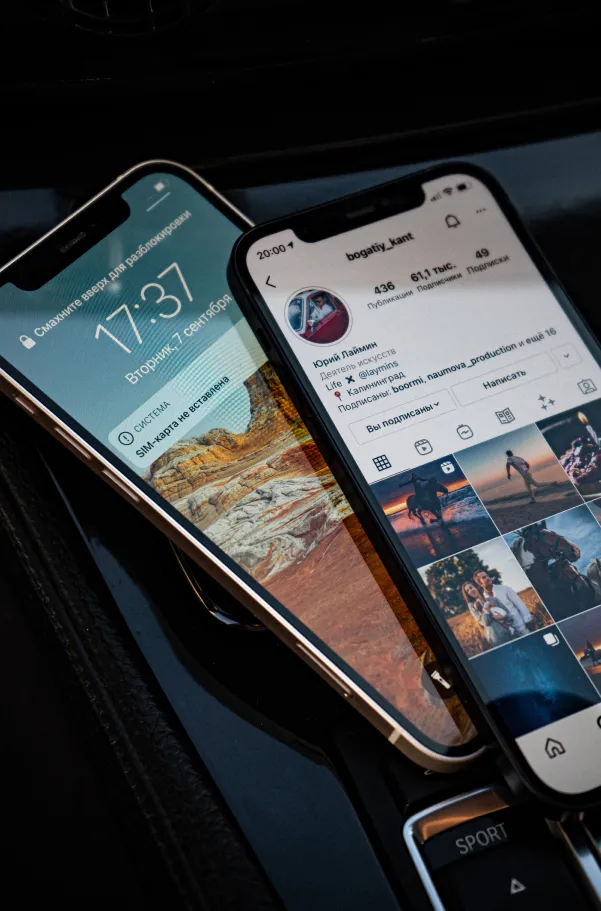 Смахните вверх для разблокировки
17:37
Вторник, 7 сентября
СИСТЕМА
SIM-карта не вставлена
20:00
bogatiy_kant
436
Публикации
61,1 тыс.
Подписчики
49
Подписки
Юрий Лаймин
Деятель искусств
Life ✖️ @laymins
📍 Калининград
Подписаны: boormi, naumova_production и ещё 16
Вы подписаны
Написать
SPORT